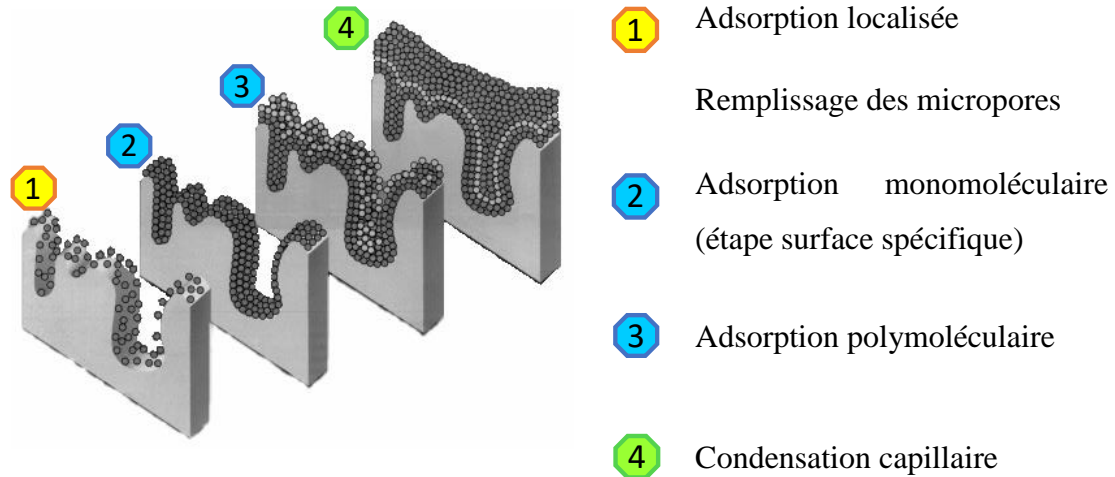 4
3
2
1
1 Adsorption localisée
Remplissage des micropores
2 Adsorption monomoléculaire
(étape surface spécifique)
3 Adsorption polymoléculaire
4 Condensation capillaire